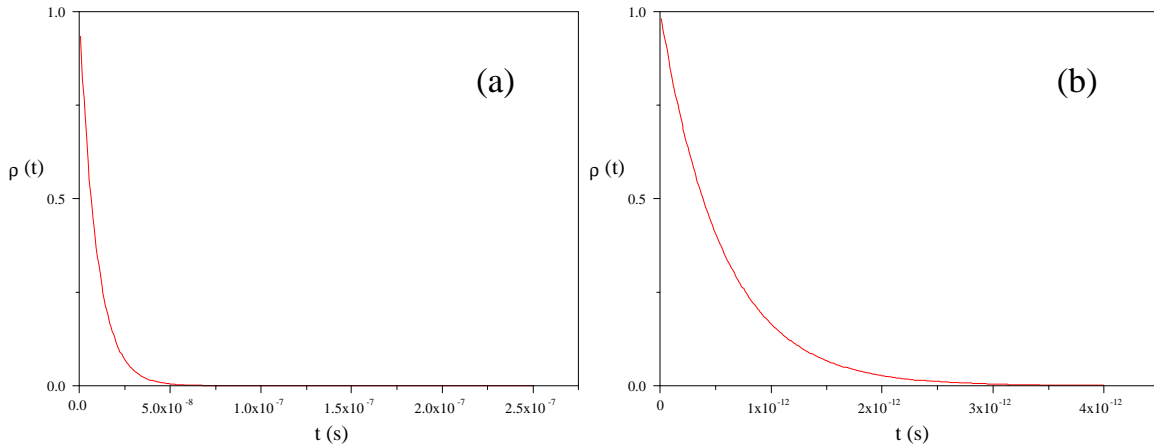 1.0
(a)
ρ (t)
0.5
0.0
0.0 5.0x10⁻⁸ 1.0x10⁻⁷ 1.5x10⁻⁷ 2.0x10⁻⁷ 2.5x10⁻⁷
t (s)
1.0
(b)
ρ (t)
0.5
0.0
0 1x10⁻¹² 2x10⁻¹² 3x10⁻¹² 4x10⁻¹²
t (s)